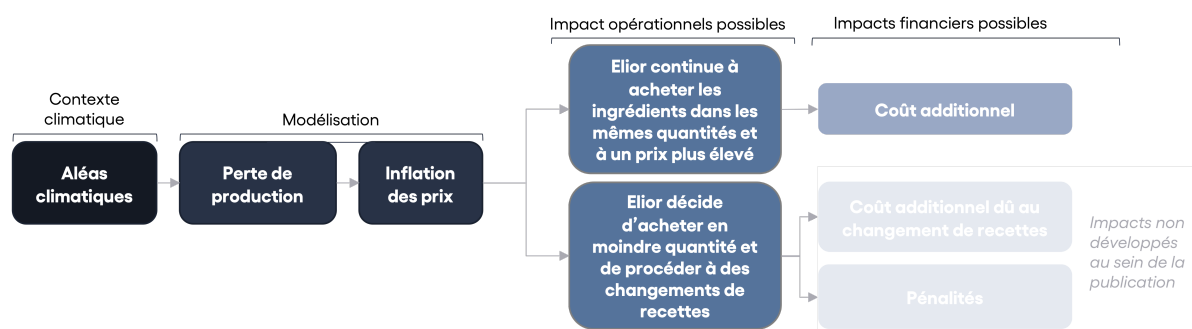 Impact opérationnels possibles
Impacts financiers possibles
Contexte
climatique
Modélisation
Aléas
climatiques
Perte de
production
Inflation
des prix
Elior continue à
acheter les
ingrédients dans les
mêmes quantités et
à un prix plus élevé
Coût additionnel
Elior décide
d’acheter en
moindre quantité et
de procéder à des
changements de
recettes
Coût additionnel dû au
changement de recettes
Pénalités
Impacts non
développés
au sein de la
publication